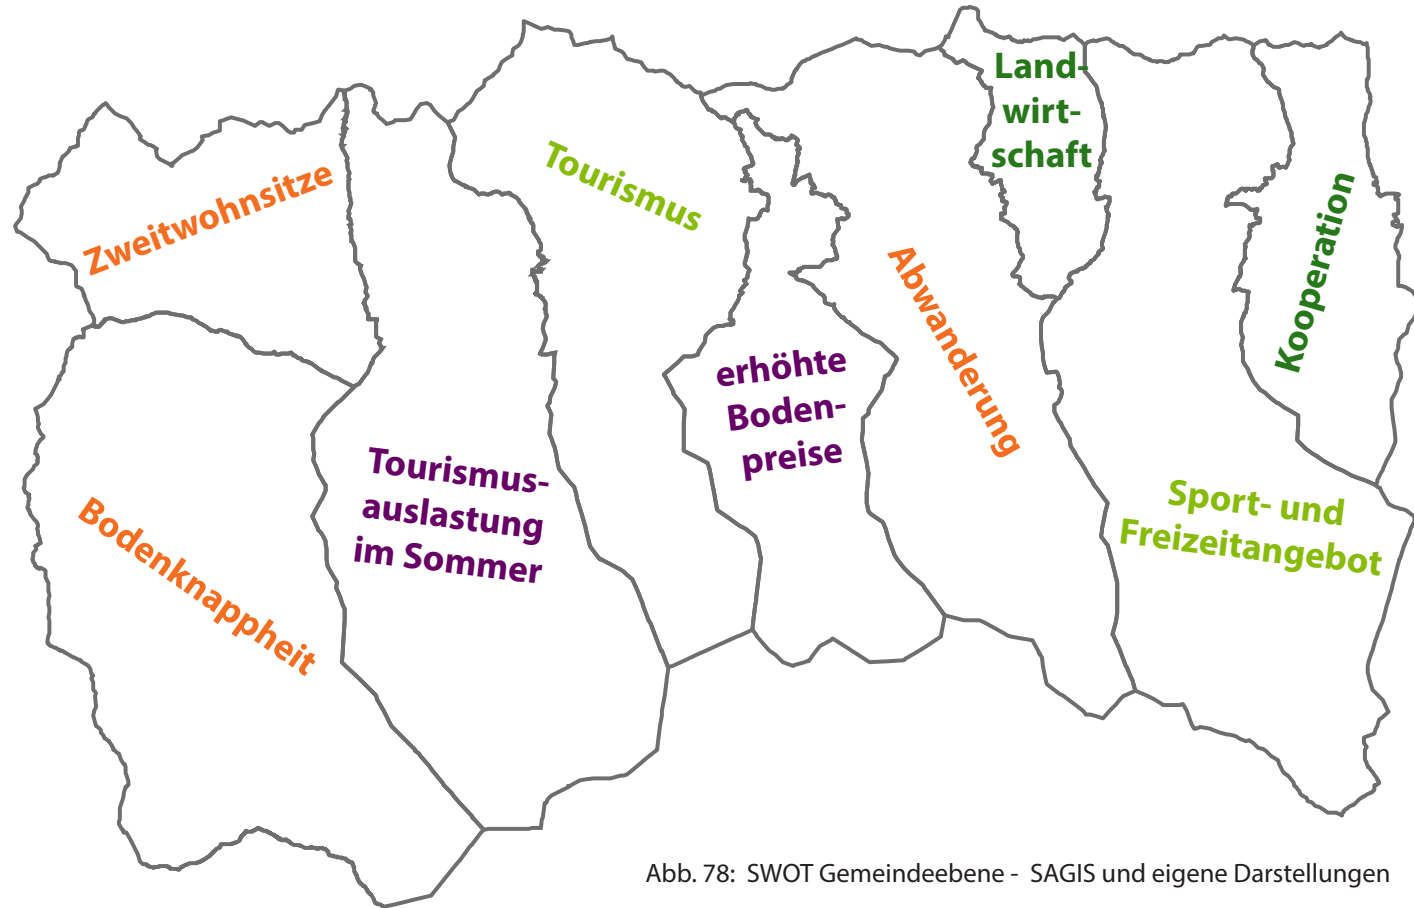 Zweitwohnsitze
Bodenknappheit
Tourismus-
auslastung
im Sommer
Tourismus
erhöhte
Boden-
preise
Abwanderung
Land-
wirt-
schaft
Kooperation
Sport- und
Freizeitangebot
Abb. 78: SWOT Gemeindeebene - SAGIS und eigene Darstellungen